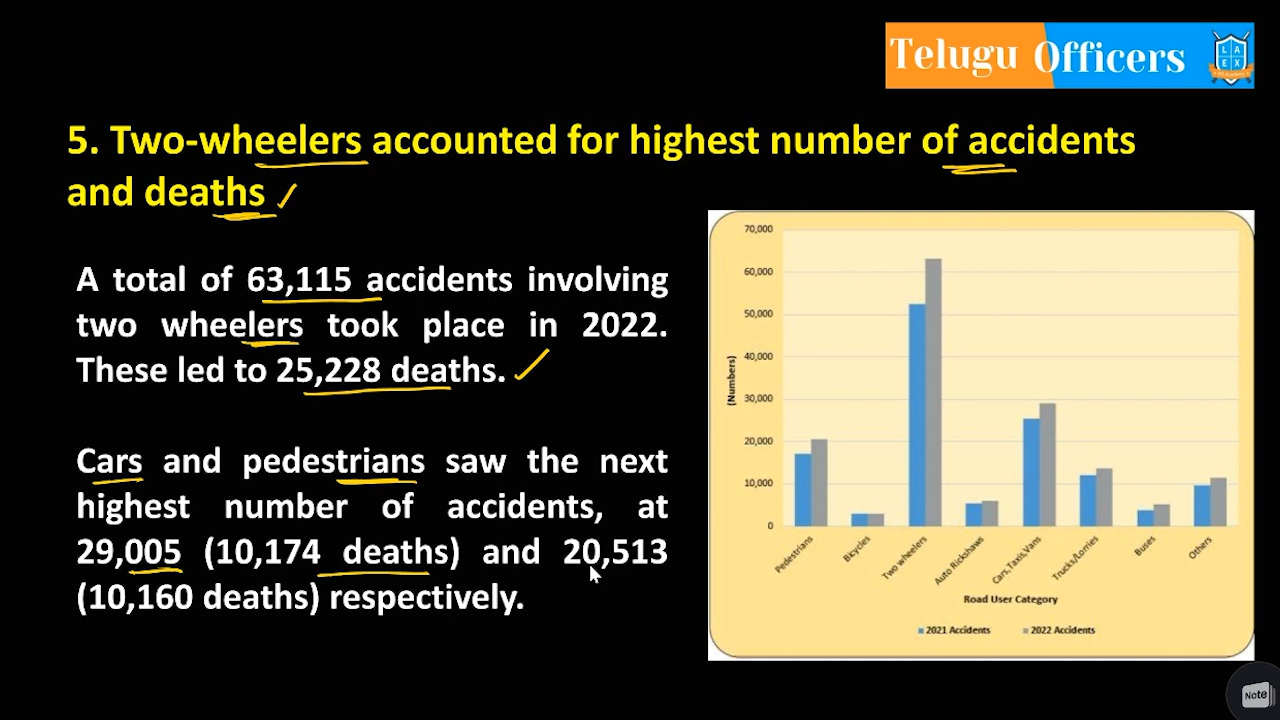 Telugu Officers
LA
EX
5. Two-wheelers accounted for highest number of accidents
and deaths
A total of 63,115 accidents involving
two wheelers took place in 2022.
These led to 25,228 deaths.
Cars and pedestrians saw the next
highest number of accidents, at
29,005 (10,174 deaths) and 20,513
(10,160 deaths) respectively.
70,000
60,000
50,000
40,000
30,000
20,000
10,000
0
(Numbers)
Pedestrians
Bicycles
Two wheelers
Auto Rickshaws
Cars, Taxis, Vans
Trucks/Lorries
Buses
Others
Road User Category
2021 Accidents
2022 Accidents
Note